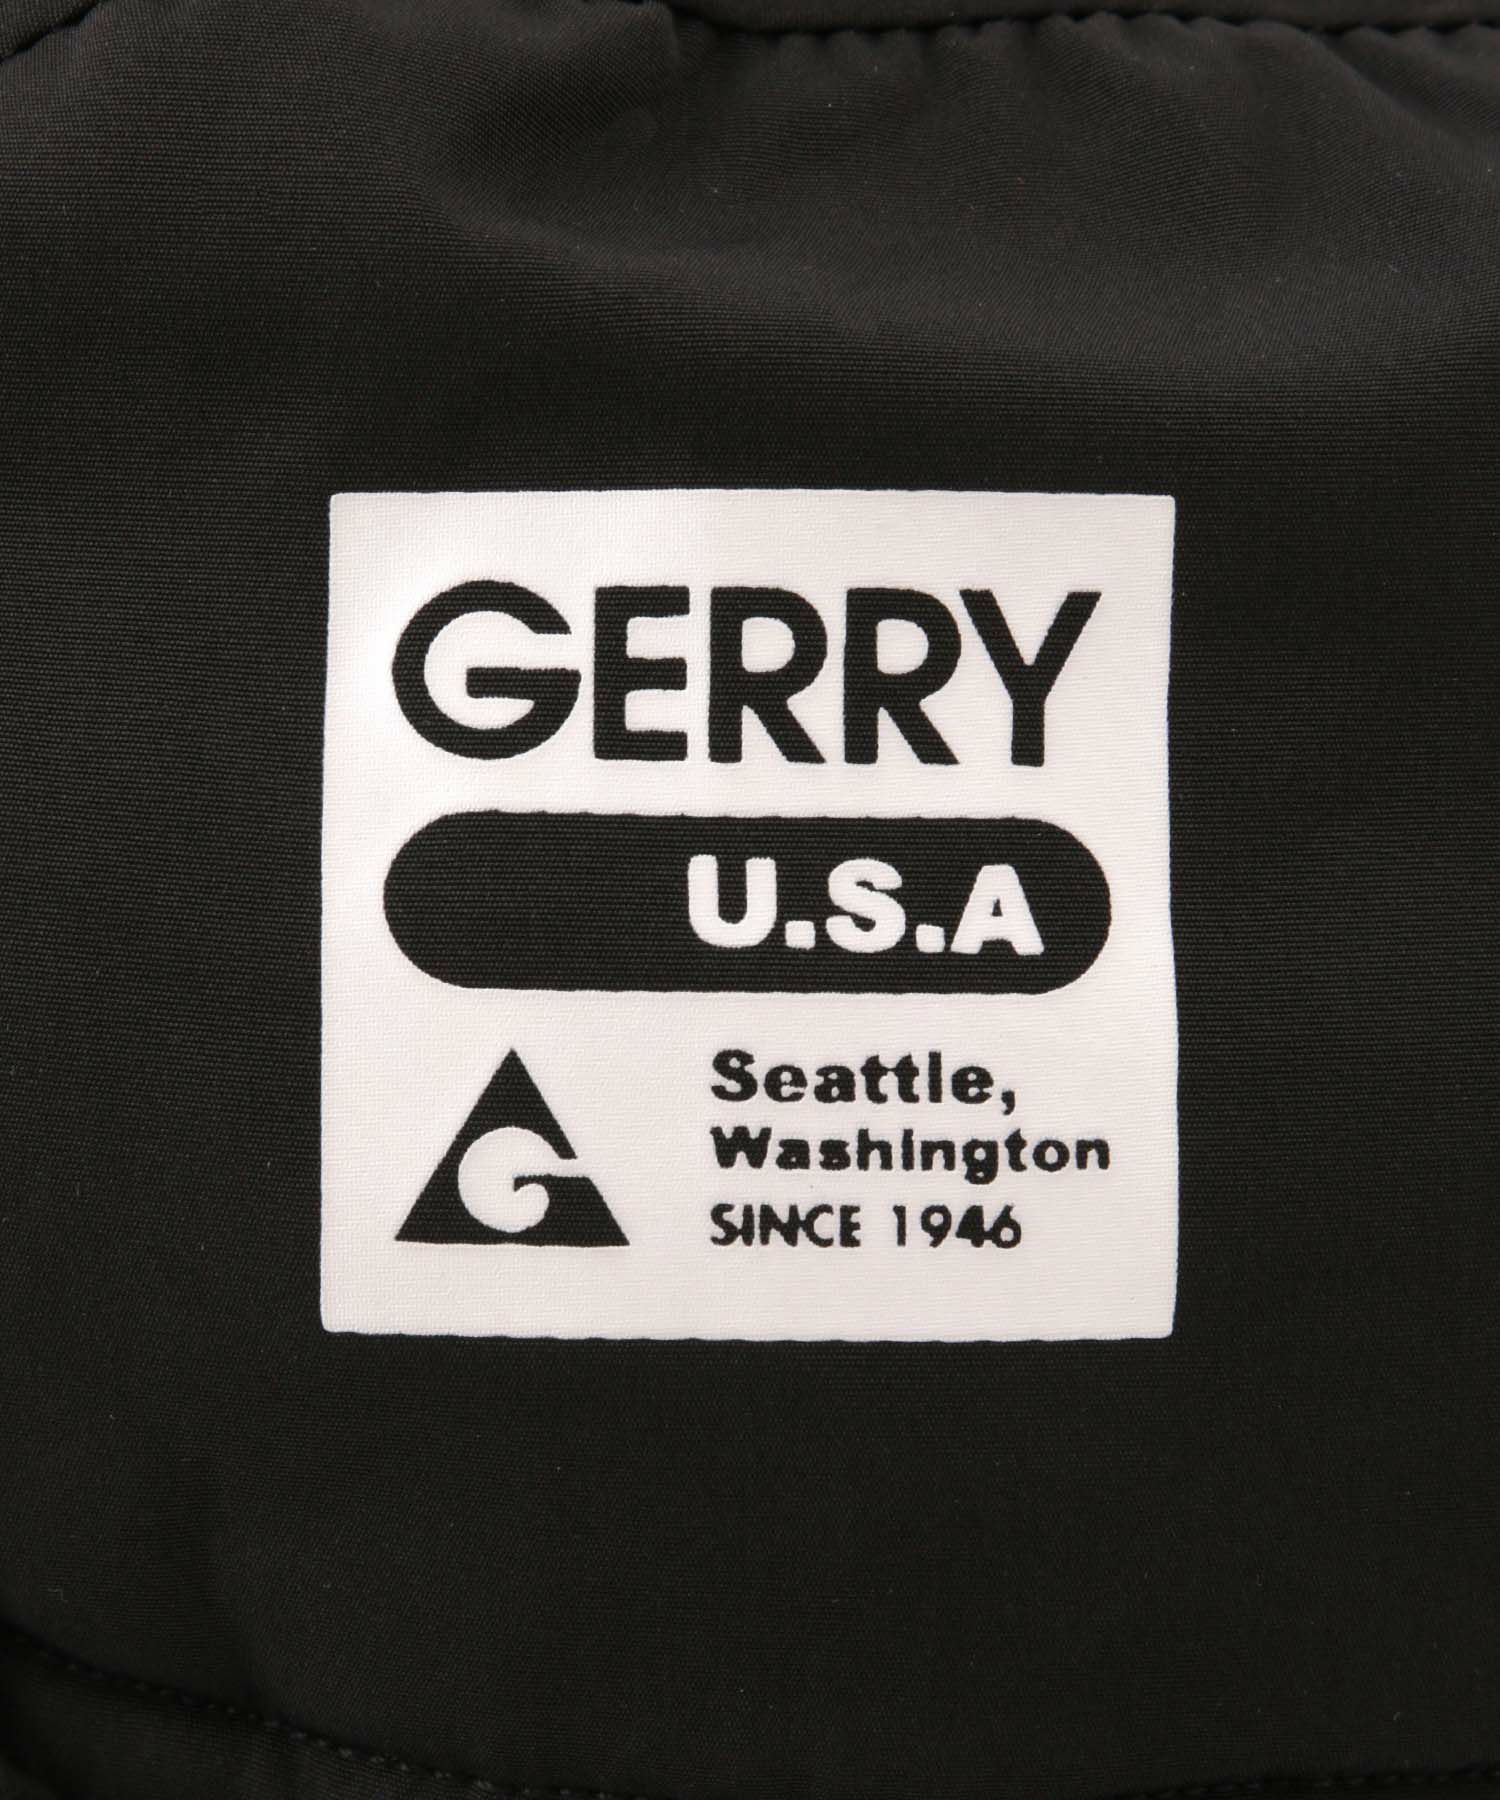 GERRY
U.S.A
G
Seattle,
Washington
SINCE 1946